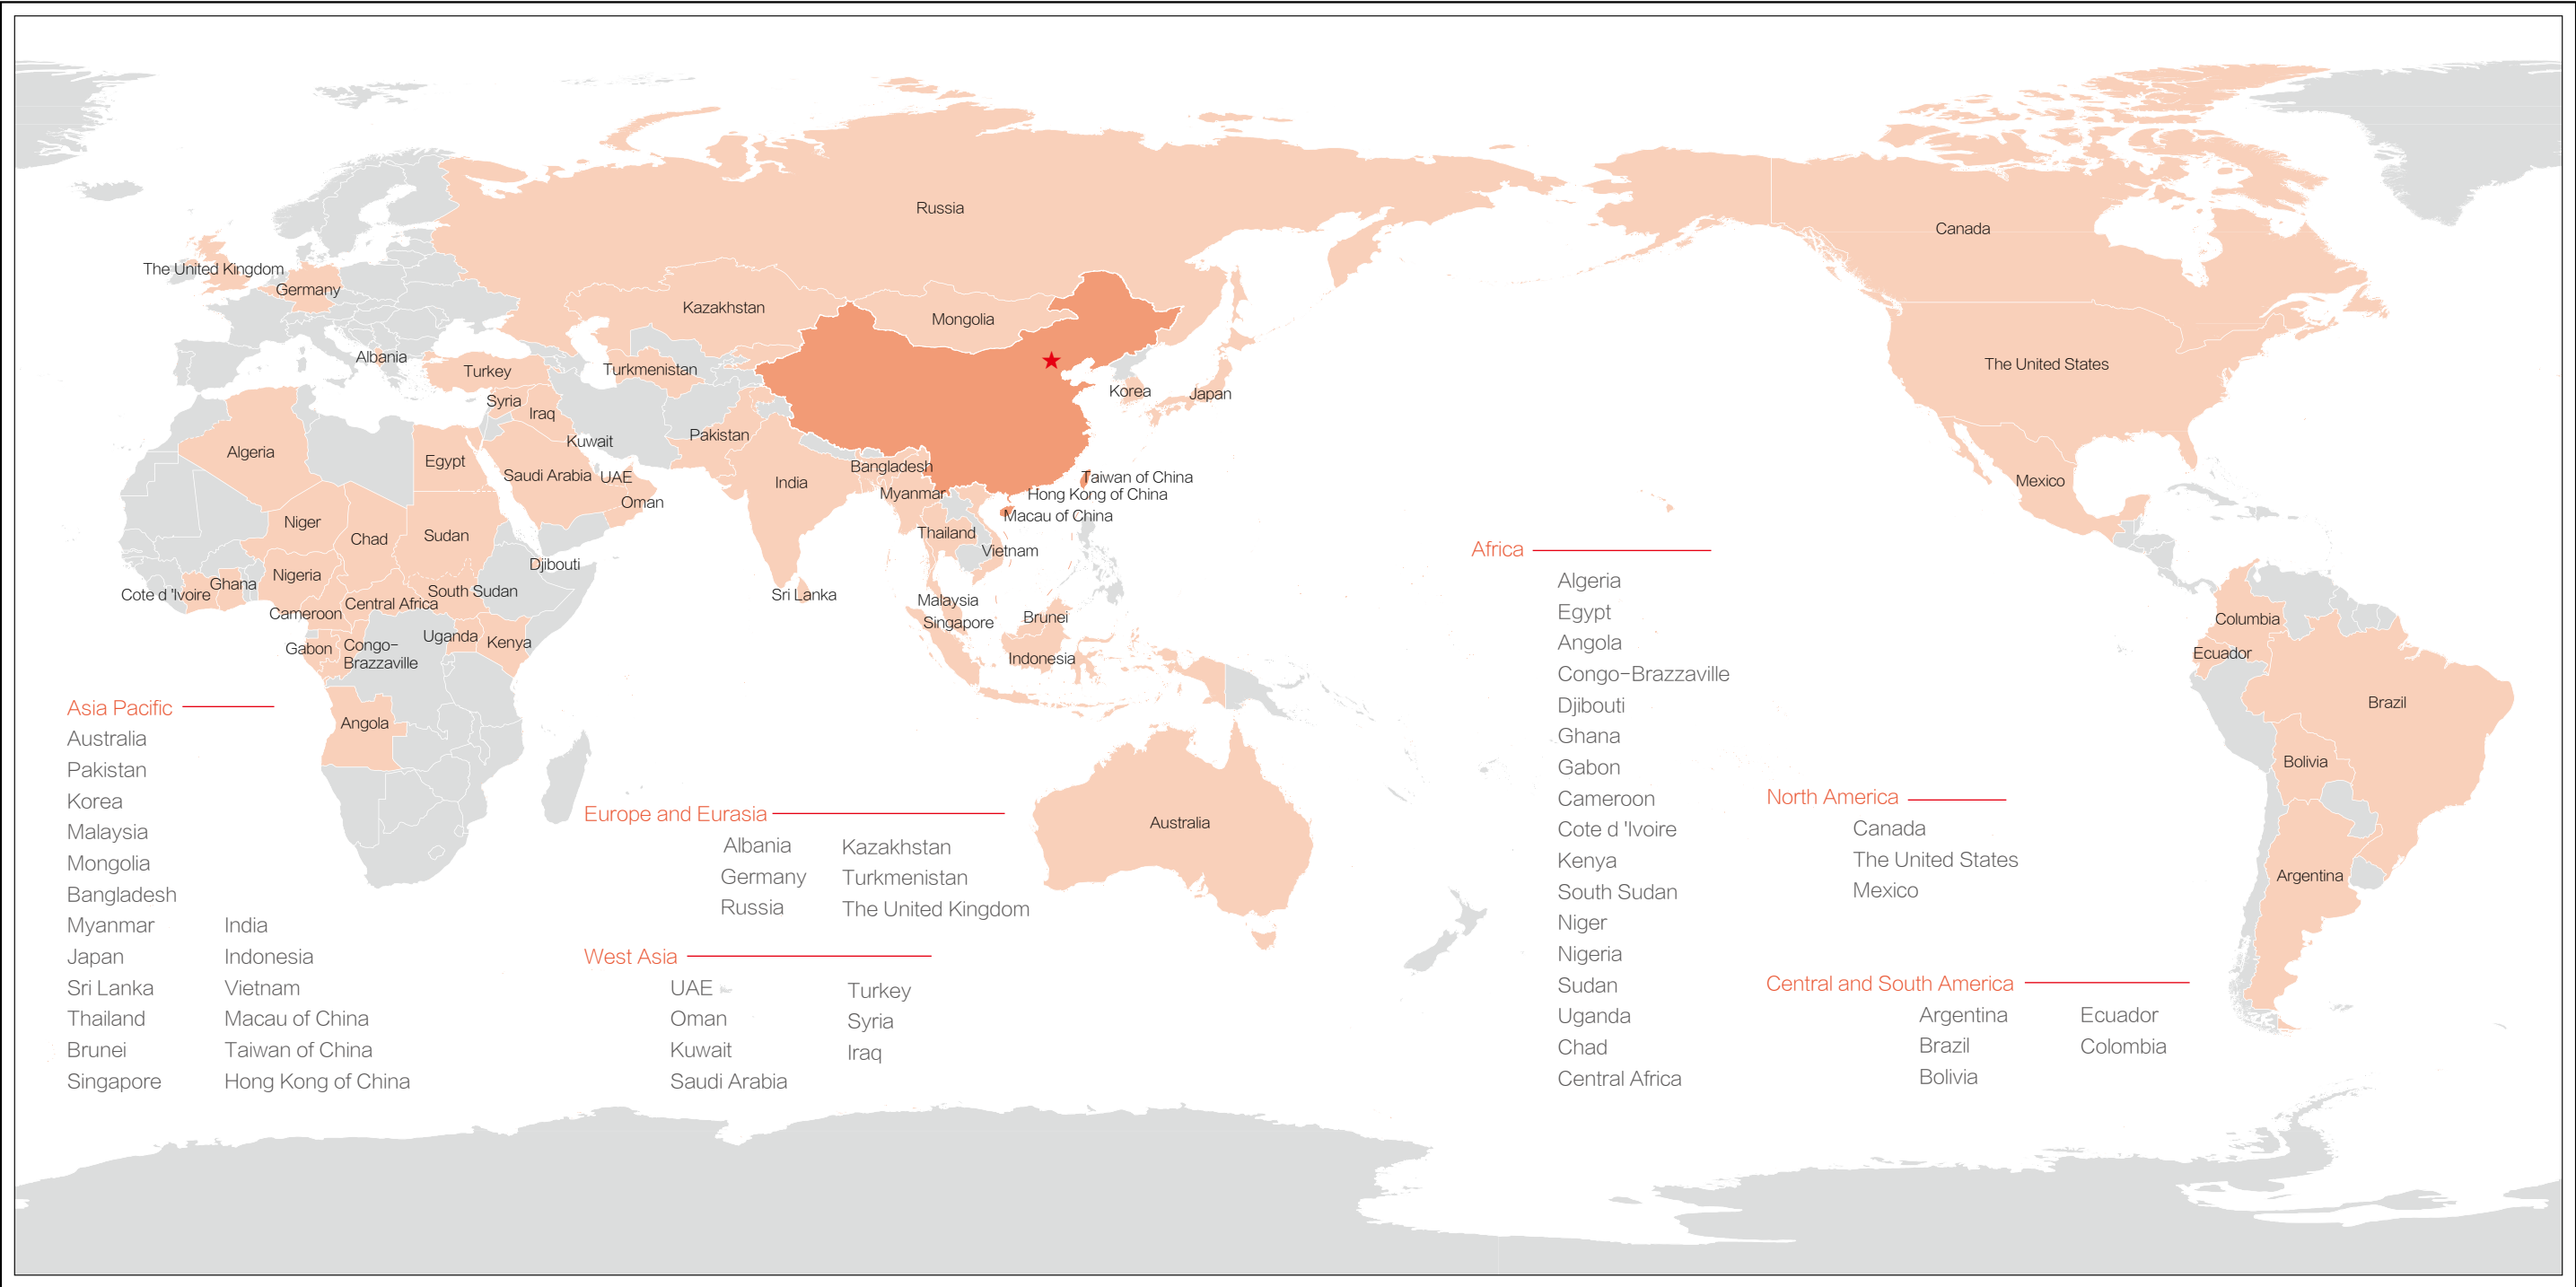 Russia
Canada
The United Kingdom
Germany
Kazakhstan
Mongolia
Albania
Turkey
Turkmenistan
The United States
Korea
Japan
Syria
Iraq
Kuwait
Pakistan
Algeria
Egypt
Saudi Arabia
UAE
Oman
India
Bangladesh
Myanmar
Taiwan of China
Hong Kong of China
Macau of China
Mexico
Niger
Chad
Sudan
Thailand
Vietnam
Djibouti
Nigeria
Ghana
Cote d 'Ivoire
South Sudan
Central Africa
Cameroon
Sri Lanka
Malaysia
Singapore
Brunei
Indonesia
Uganda
Kenya
Gabon
Congo-
Brazzaville
Angola
Columbia
Ecuador
Brazil
Bolivia
Argentina
Australia
Asia Pacific
Australia
Pakistan
Korea
Malaysia
Mongolia
Bangladesh
Myanmar
Japan
Sri Lanka
Thailand
Brunei
Singapore
India
Indonesia
Vietnam
Macau of China
Taiwan of China
Hong Kong of China
Europe and Eurasia
Albania
Germany
Russia
Kazakhstan
Turkmenistan
The United Kingdom
West Asia
UAE
Oman
Kuwait
Saudi Arabia
Turkey
Syria
Iraq
Africa
Algeria
Egypt
Angola
Congo-Brazzaville
Djibouti
Ghana
Gabon
Cameroon
Cote d 'Ivoire
Kenya
South Sudan
Niger
Nigeria
Sudan
Uganda
Chad
Central Africa
North America
Canada
The United States
Mexico
Central and South America
Argentina
Brazil
Bolivia
Ecuador
Colombia